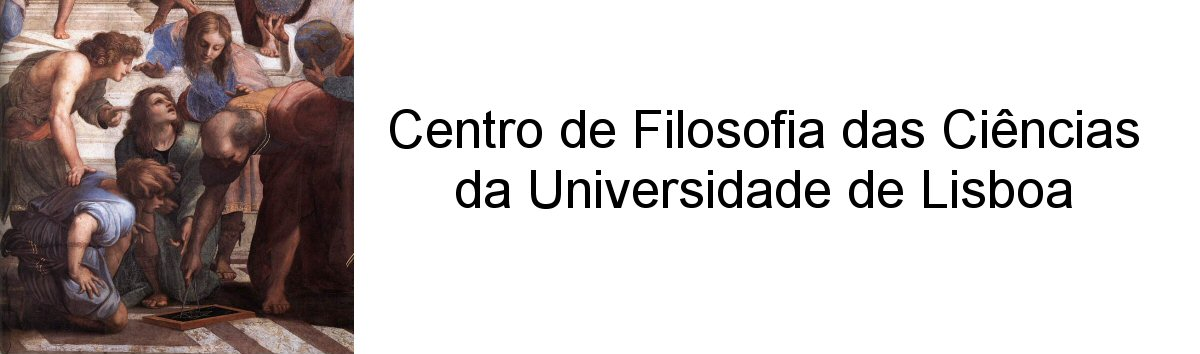 Centro de Filosofia das Ciências
da Universidade de Lisboa